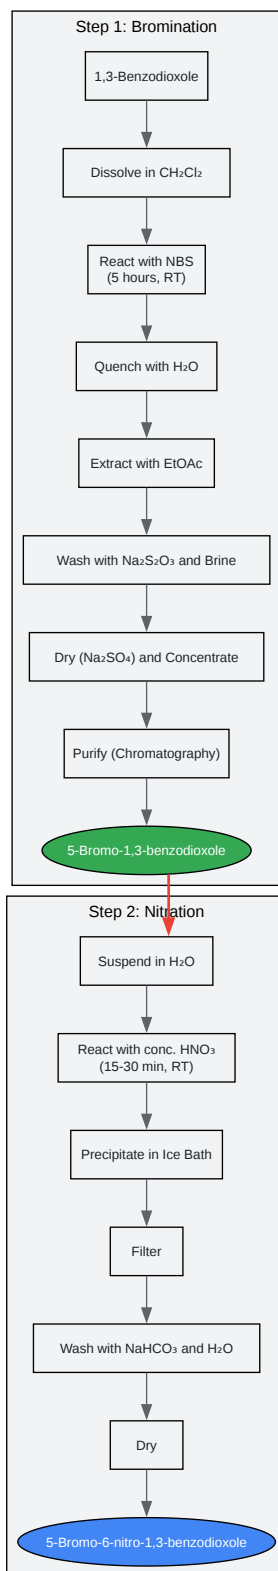 Step 1: Bromination
1,3-Benzodioxole
Dissolve in CH₂Cl₂
React with NBS
(5 hours, RT)
Quench with H₂O
Extract with EtOAc
Wash with Na₂S₂O₃ and Brine
Dry (Na₂SO₄) and Concentrate
Purify (Chromatography)
5-Bromo-1,3-benzodioxole
Step 2: Nitration
Suspend in H₂O
React with conc. HNO₃
(15-30 min, RT)
Precipitate in Ice Bath
Filter
Wash with NaHCO₃ and H₂O
Dry
5-Bromo-6-nitro-1,3-benzodioxole